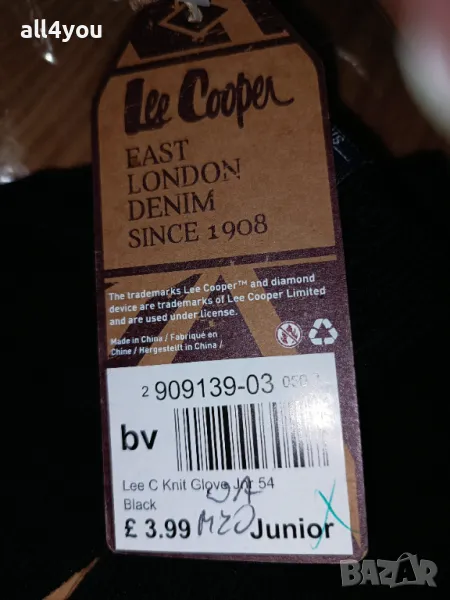 all4you
Lee Cooper
EAST
LONDON
DENIM
SINCE 1908
The trademarks Lee Cooper™ and diamond
device are trademarks of Lee Cooper Limited
and are used under license.
Made in China / Fabriqué en
Chine / Hergestellt in China /
2 909139-03
bv
Lee C Knit Glove Jnr 54
Black
£ 3.99 Junior
BAZAR